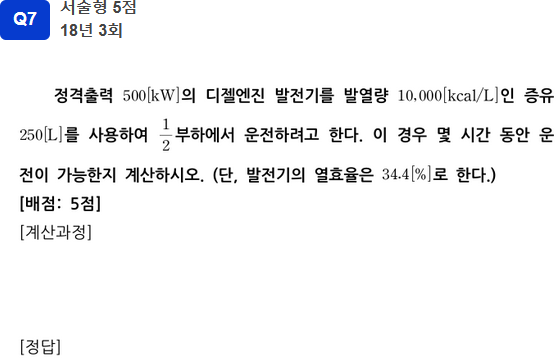 Q7
서술형 5점
18년 3회
정격출력 500[kW]의 디젤엔진 발전기를 발열량 10,000[kcal/L]인 중유
250[L]를 사용하여 1/2부하에서 운전하려고 한다. 이 경우 몇 시간 동안 운
전이 가능한지 계산하시오. (단, 발전기의 열효율은 34.4[%]로 한다.)
[배점: 5점]
[계산과정]
[정답]